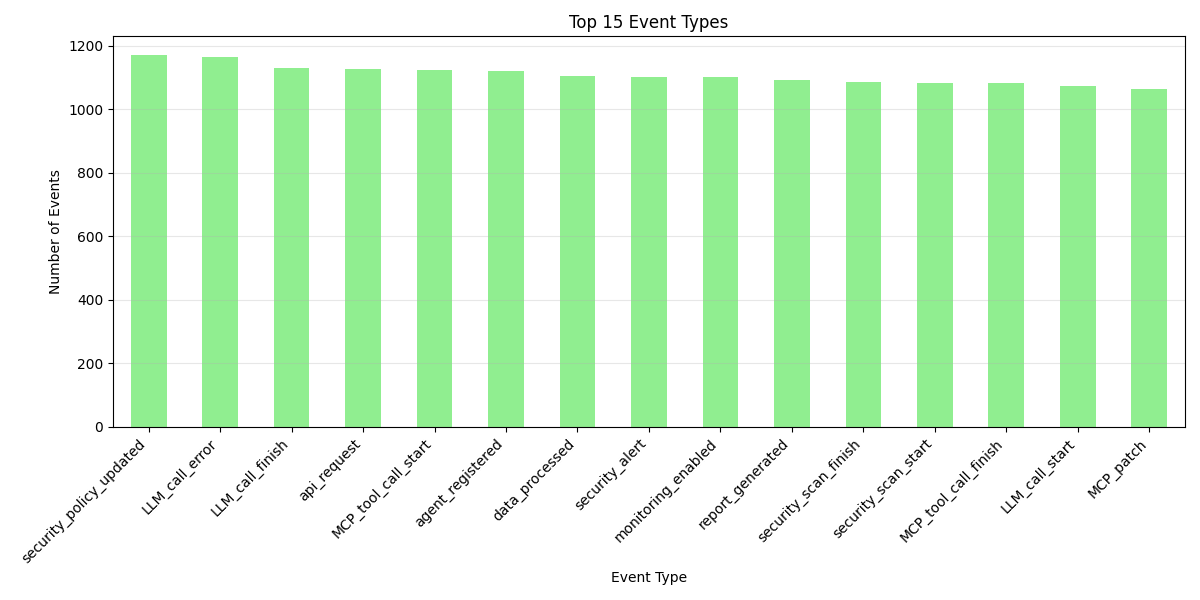 Top 15 Event Types
Number of Events
1200
1000
800
600
400
200
0
security_policy_updated
LLM_call_error
LLM_call_finish
api_request
MCP_tool_call_start
agent_registered
data_processed
security_alert
monitoring_enabled
report_generated
security_scan_finish
security_scan_start
MCP_tool_call_finish
LLM_call_start
MCP_patch
Event Type